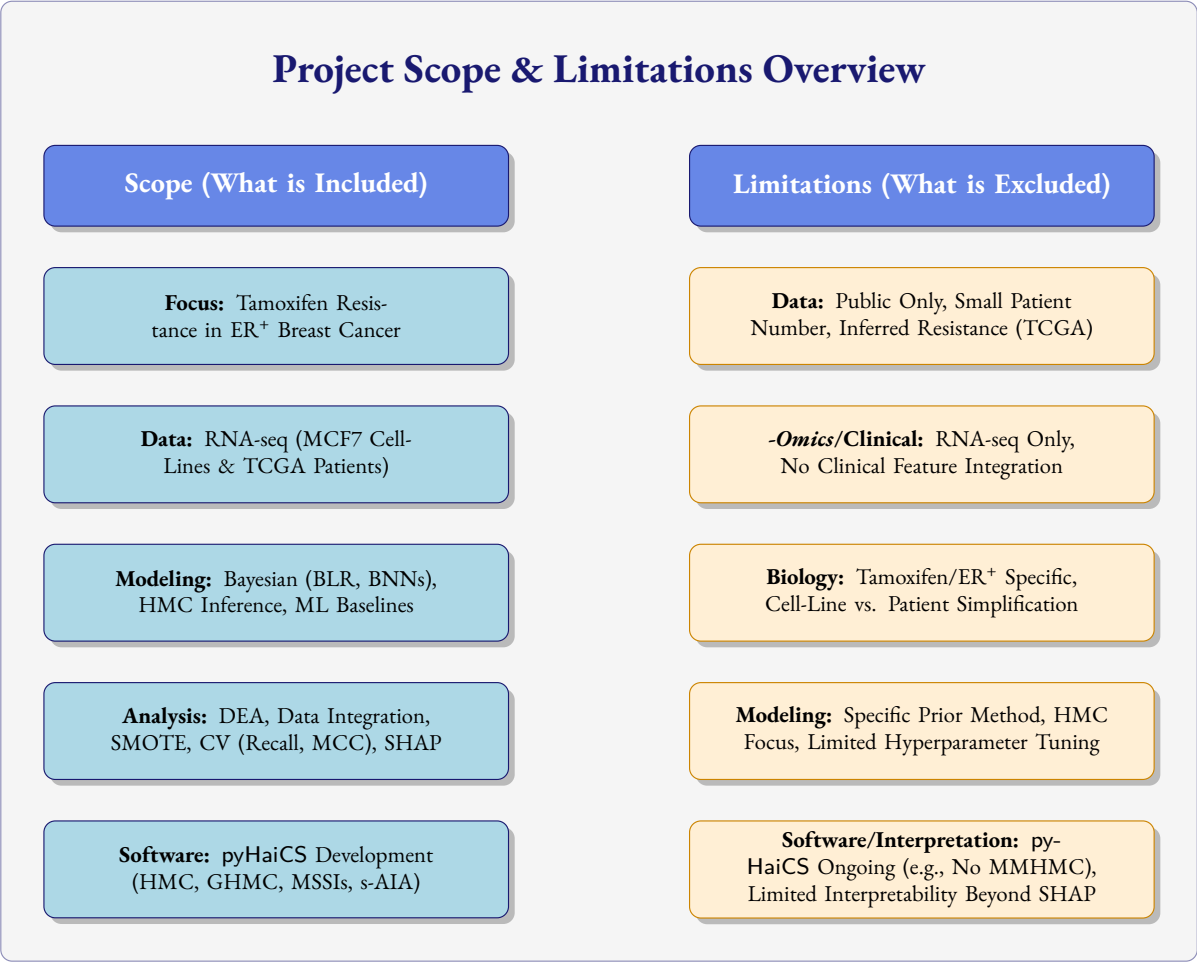 Project Scope & Limitations Overview
Scope (What is Included)
Focus: Tamoxifen Resis-
tance in ER⁺ Breast Cancer
Data: RNA-seq (MCF7 Cell-
Lines & TCGA Patients)
Modeling: Bayesian (BLR, BNNs),
HMC Inference, ML Baselines
Analysis: DEA, Data Integration,
SMOTE, CV (Recall, MCC), SHAP
Software: pyHaiCS Development
(HMC, GHMC, MSSIs, s-AIA)
Limitations (What is Excluded)
Data: Public Only, Small Patient
Number, Inferred Resistance (TCGA)
-Omics/Clinical: RNA-seq Only,
No Clinical Feature Integration
Biology: Tamoxifen/ER⁺ Specific,
Cell-Line vs. Patient Simplification
Modeling: Specific Prior Method, HMC
Focus, Limited Hyperparameter Tuning
Software/Interpretation: py-
HaiCS Ongoing (e.g., No MMHMC),
Limited Interpretability Beyond SHAP